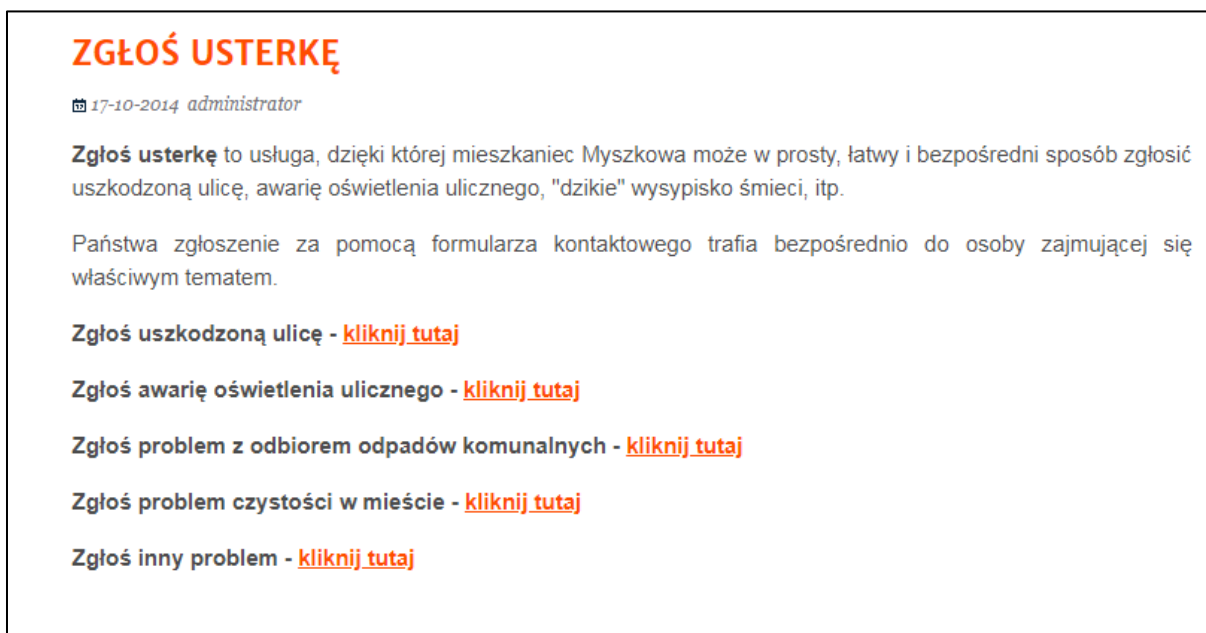 ZGŁOŚ USTERKĘ
17-10-2014 administrator
Zgłoś usterkę to usługa, dzięki której mieszkaniec Myszkowa może w prosty, łatwy i bezpośredni sposób zgłosić
uszkodzoną ulicę, awarię oświetlenia ulicznego, "dzikie" wysypisko śmieci, itp.
Państwa zgłoszenie za pomocą formularza kontaktowego trafia bezpośrednio do osoby zajmującej się
właściwym tematem.
Zgłoś uszkodzoną ulicę - kliknij tutaj
Zgłoś awarię oświetlenia ulicznego - kliknij tutaj
Zgłoś problem z odbiorem odpadów komunalnych - kliknij tutaj
Zgłoś problem czystości w mieście - kliknij tutaj
Zgłoś inny problem - kliknij tutaj